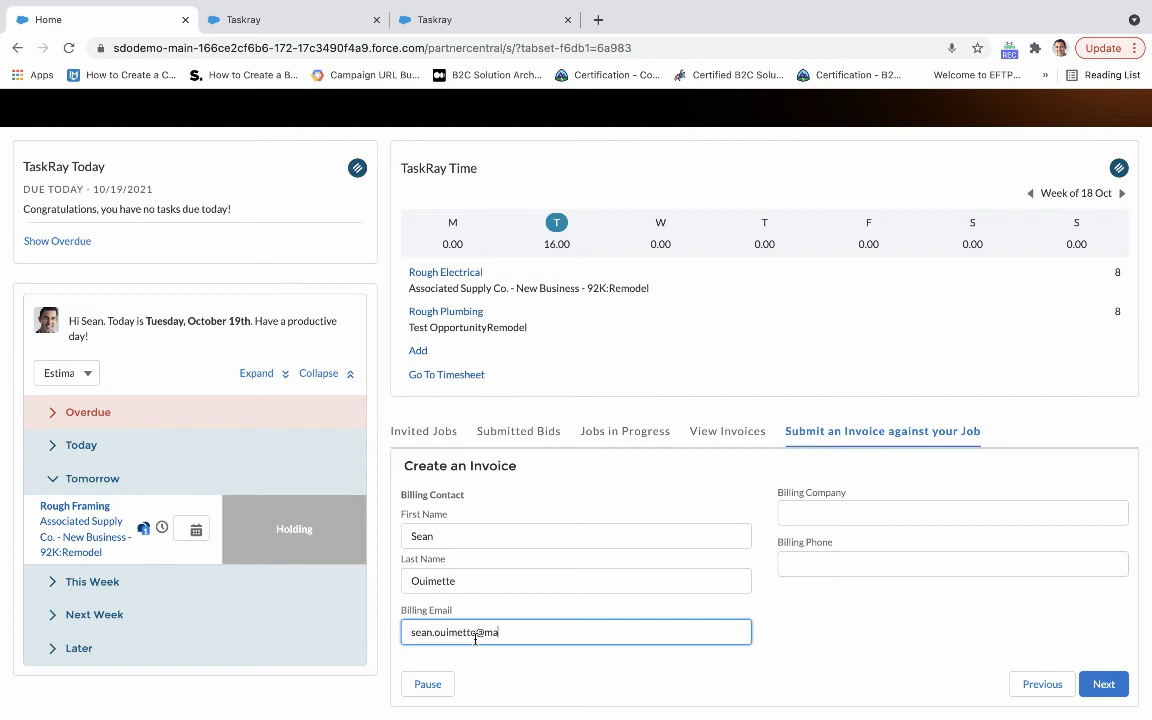 Home
Taskray
Taskray
sdodemo-main-166ce2cf6b6-172-17c3490f4a9.force.com/partnercentral/s/?tabset-f6db1=6a983
REC
Update
Apps
How to Create a C...
How to Create a B...
Campaign URL Bu...
B2C Solution Arch...
Certification - Co...
Certified B2C Solu...
Certification - B2...
Welcome to EFTP...
»
Reading List
TaskRay Today
DUE TODAY - 10/19/2021
Congratulations, you have no tasks due today!
Show Overdue
Hi Sean. Today is Tuesday, October 19th. Have a productive
day!
Estima
Expand
Collapse
Overdue
Today
Tomorrow
Rough Framing
Associated Supply
Co. - New Business -
92K:Remodel
Holding
This Week
Next Week
Later
TaskRay Time
Week of 18 Oct
M T W T F S S
0.00 16.00 0.00 0.00 0.00 0.00 0.00
Rough Electrical 8
Associated Supply Co. - New Business - 92K:Remodel
Rough Plumbing 8
Test OpportunityRemodel
Add
Go To Timesheet
Invited Jobs
Submitted Bids
Jobs in Progress
View Invoices
Submit an Invoice against your Job
Create an Invoice
Billing Contact
First Name
Sean
Last Name
Ouimette
Billing Email
sean.ouimette@ma
Billing Company
Billing Phone
Pause
Previous
Next